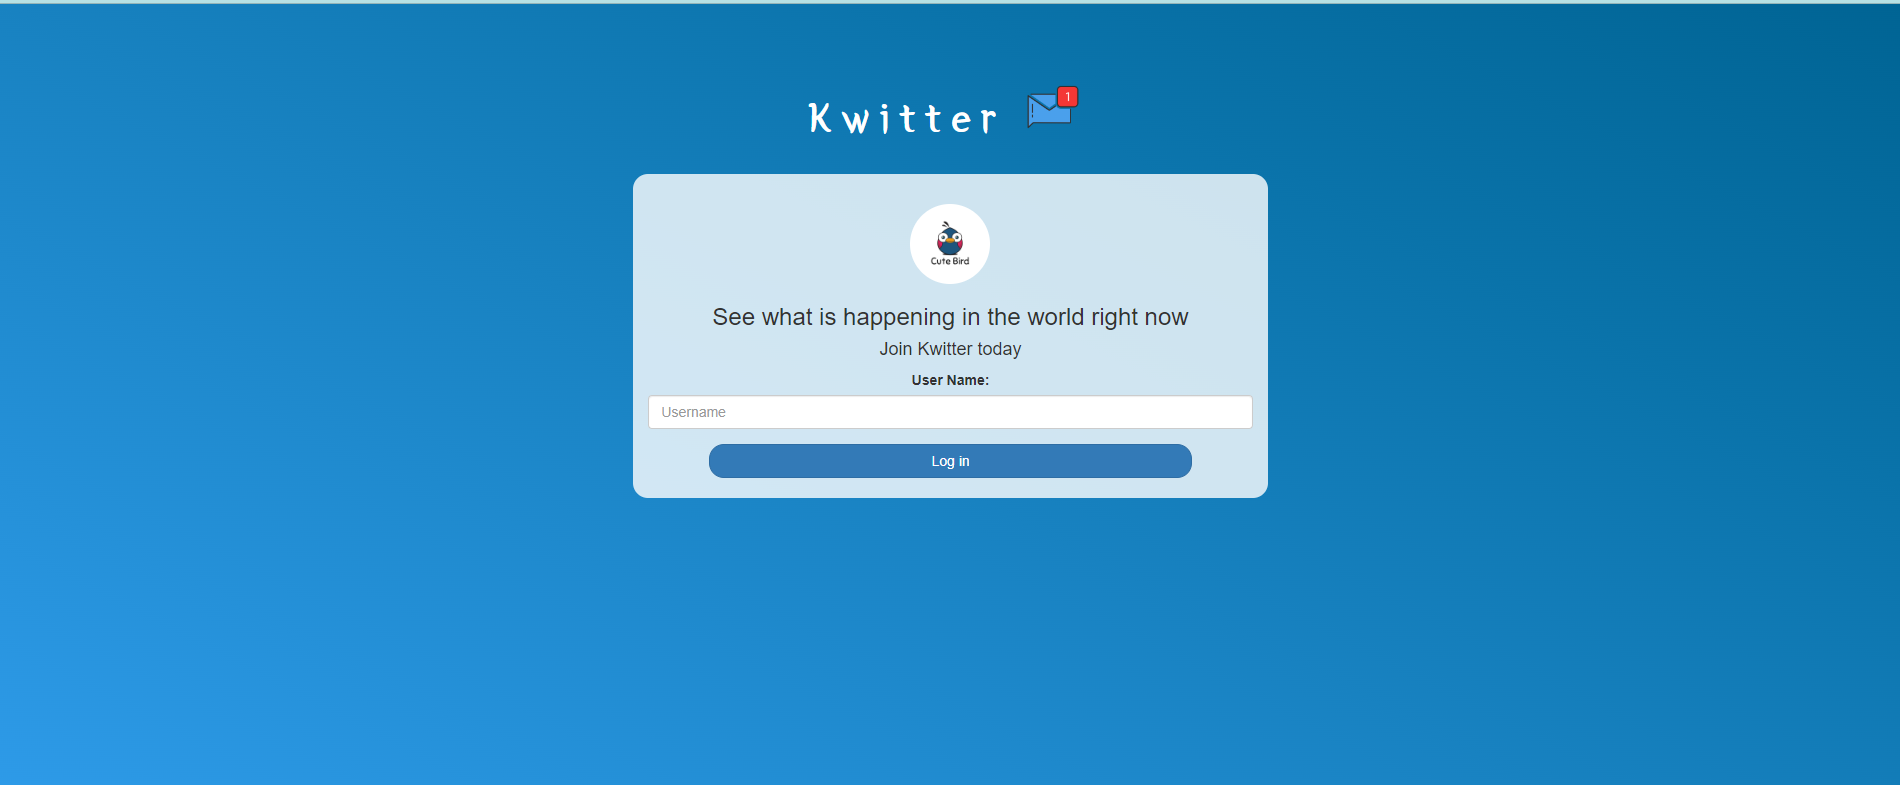 Kwitter
1
Cute Bird
See what is happening in the world right now
Join Kwitter today
User Name:
Username
Log in